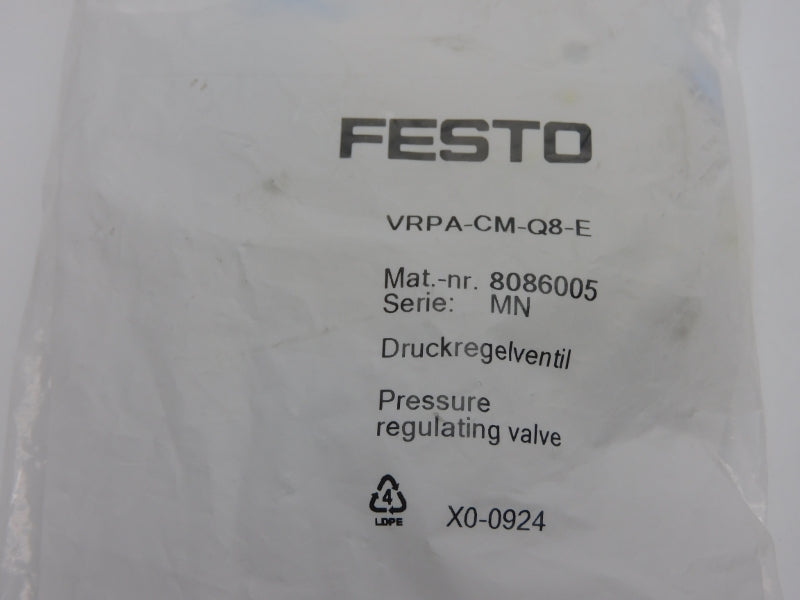 FESTO
VRPA-CM-Q8-E
Mat.-nr. 8086005
Serie: MN
Druckregelventil
Pressure
regulating valve
4
LDPE
X0-0924